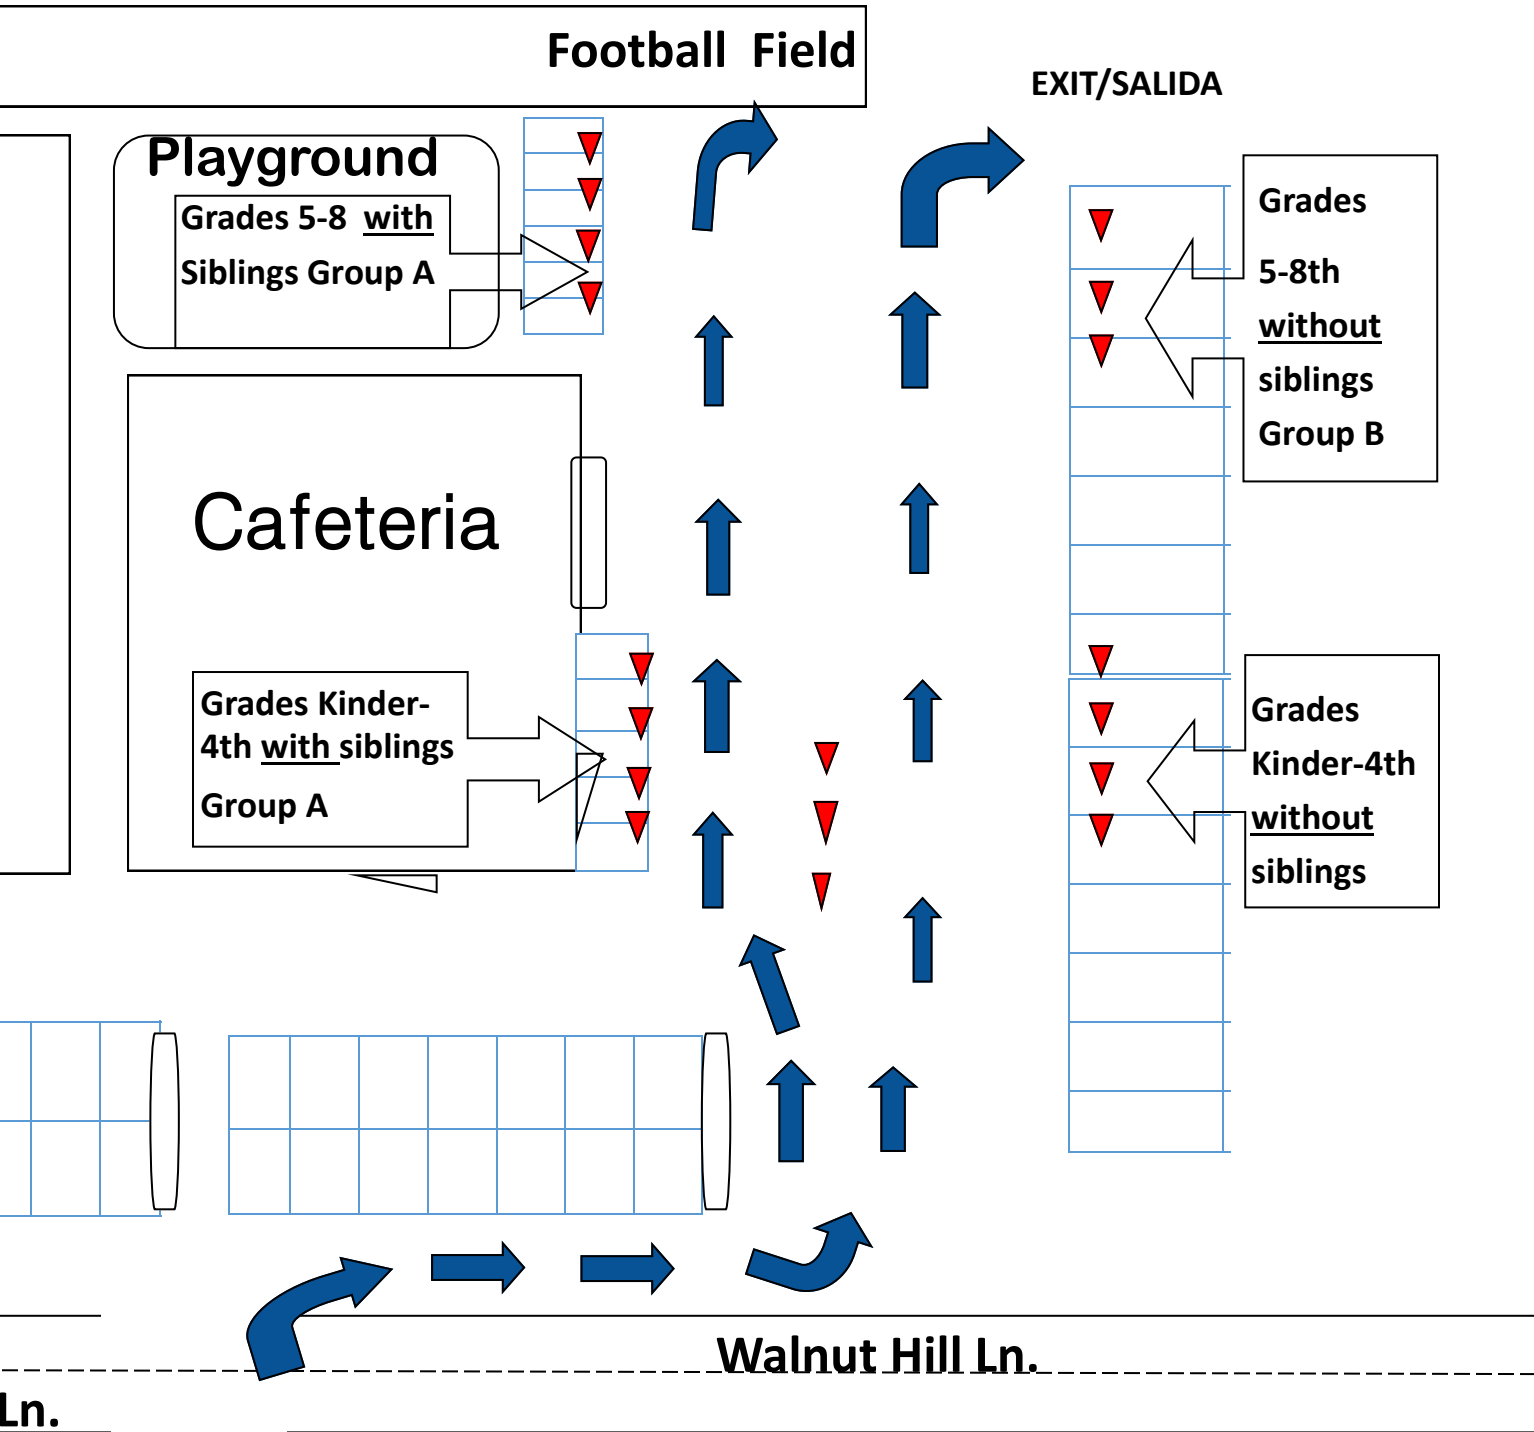 Football Field
EXIT/SALIDA
Playground
Grades 5-8 with
Siblings Group A
Grades
5-8th
without
siblings
Group B
Cafeteria
Grades Kinder-
4th with siblings
Group A
Grades
Kinder-4th
without
siblings
Walnut Hill Ln.
Ln.